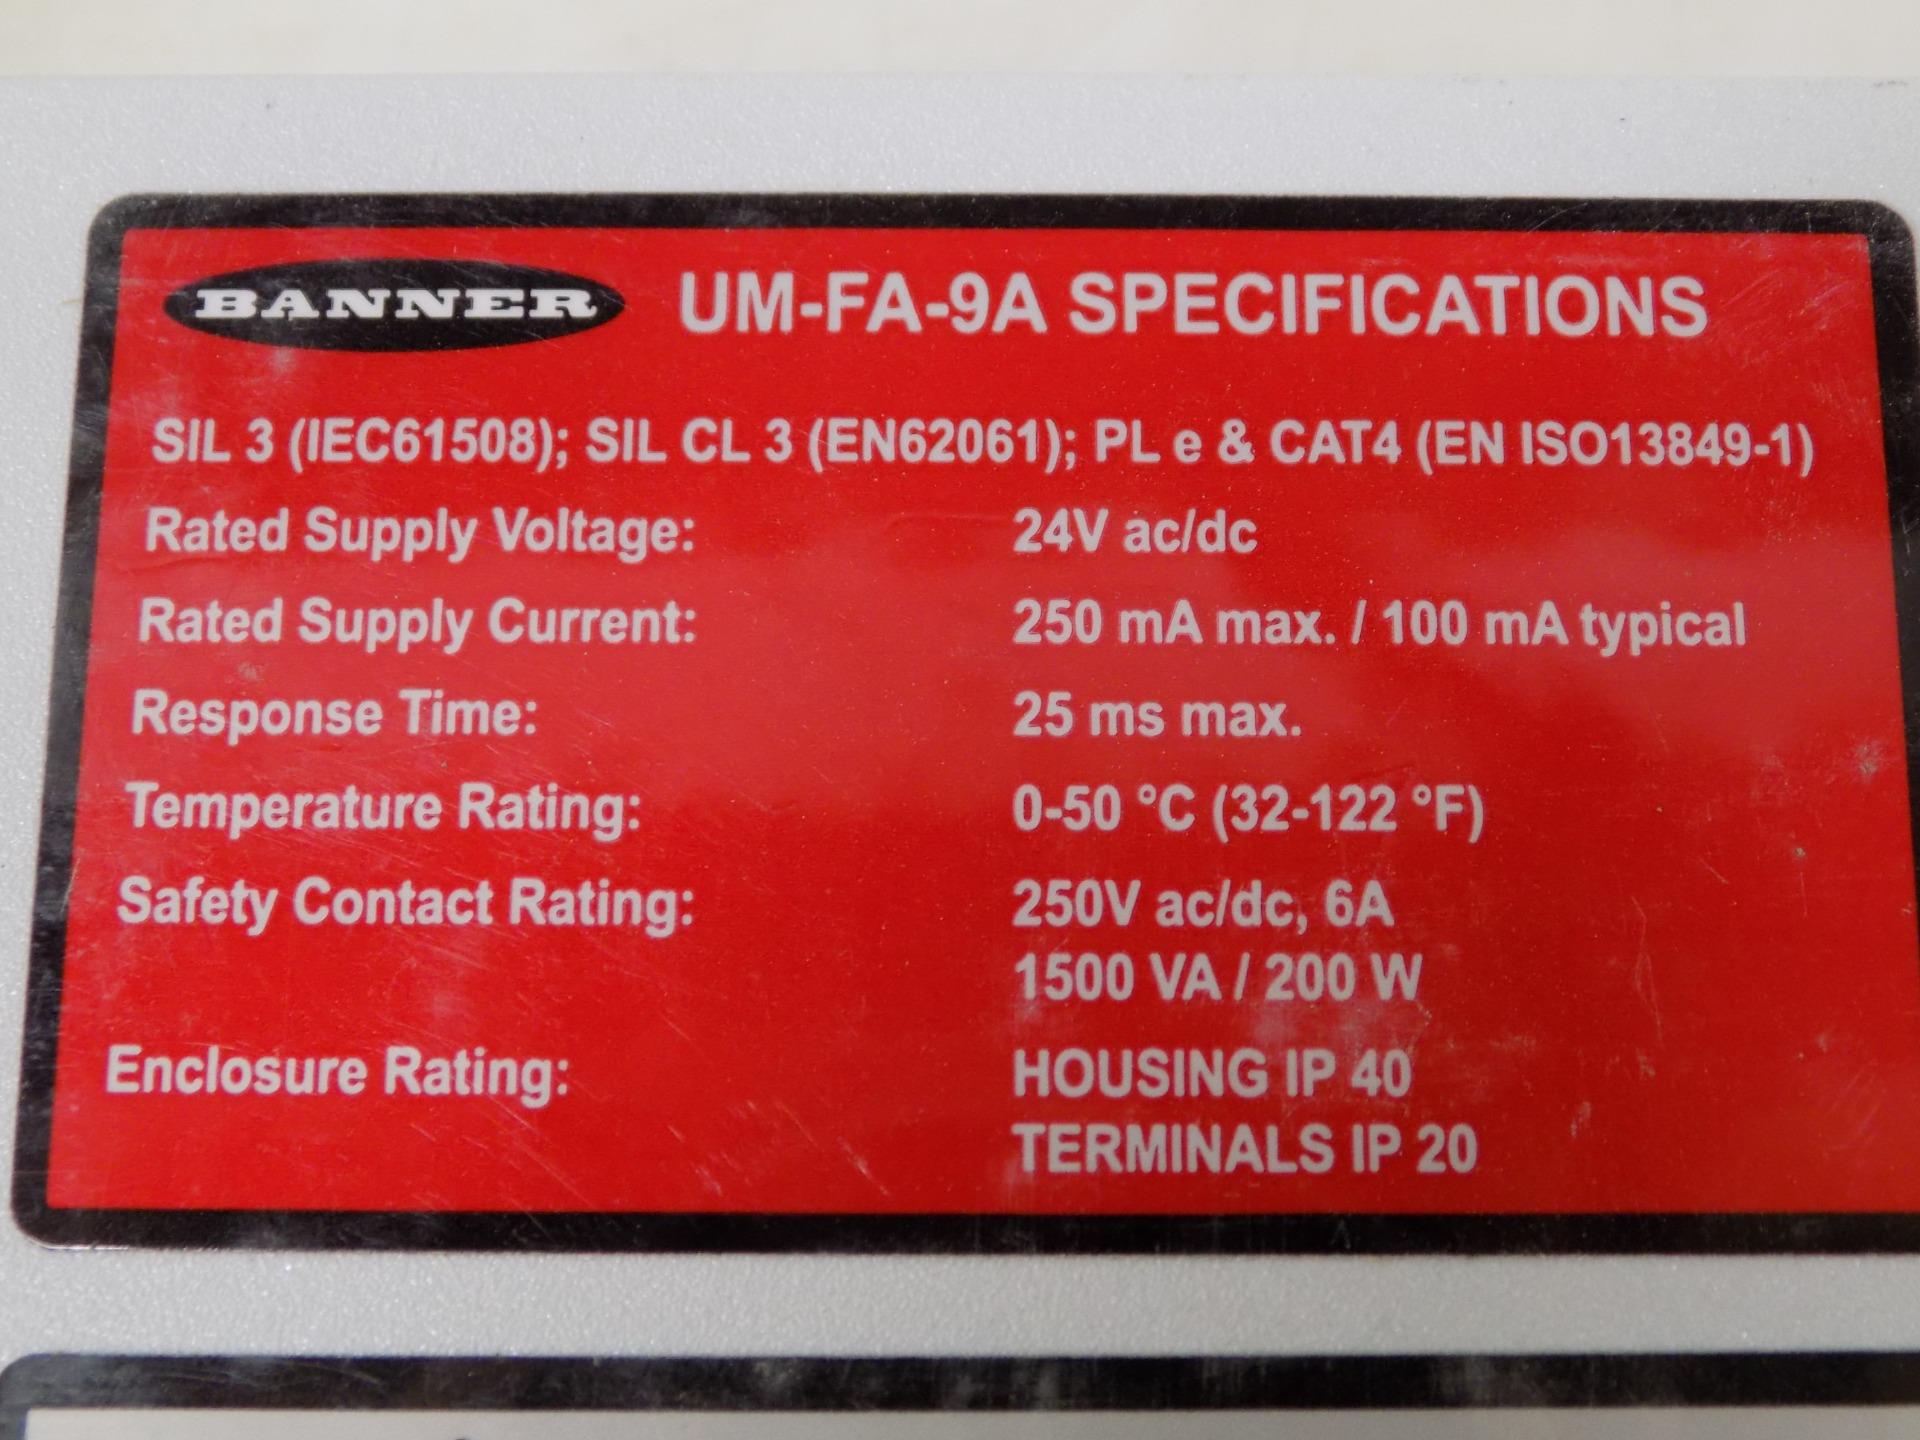 BANNER UM-FA-9A SPECIFICATIONS
SIL 3 (IEC61508); SIL CL 3 (EN62061); PL e & CAT4 (EN ISO13849-1)
Rated Supply Voltage: 24V ac/dc
Rated Supply Current: 250 mA max. / 100 mA typical
Response Time: 25 ms max.
Temperature Rating: 0-50 °C (32-122 °F)
Safety Contact Rating: 250V ac/dc, 6A
1500 VA / 200 W
Enclosure Rating: HOUSING IP 40
TERMINALS IP 20